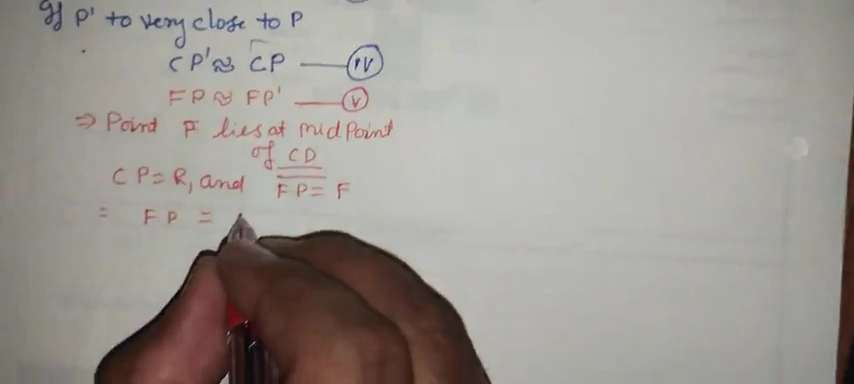 If P' to very close to P
CP' ≈ CP —— (IV)
FP ≈ FP' —— (V)
⇒ Point F lies at mid Point
of CD
CP = R, and FP = F
= FP =